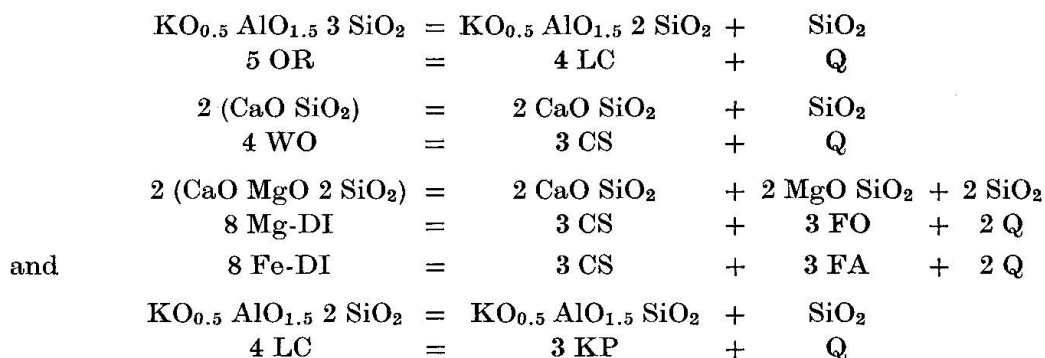 KO₀.₅ AlO₁.₅ 3 SiO₂ = KO₀.₅ AlO₁.₅ 2 SiO₂ + SiO₂
5 OR = 4 LC + Q
2 (CaO SiO₂) = 2 CaO SiO₂ + SiO₂
4 WO = 3 CS + Q
2 (CaO MgO 2 SiO₂) = 2 CaO SiO₂ + 2 MgO SiO₂ + 2 SiO₂
8 Mg-DI = 3 CS + 3 FO + 2 Q
and 8 Fe-DI = 3 CS + 3 FA + 2 Q
KO₀.₅ AlO₁.₅ 2 SiO₂ = KO₀.₅ AlO₁.₅ SiO₂ + SiO₂
4 LC = 3 KP + Q